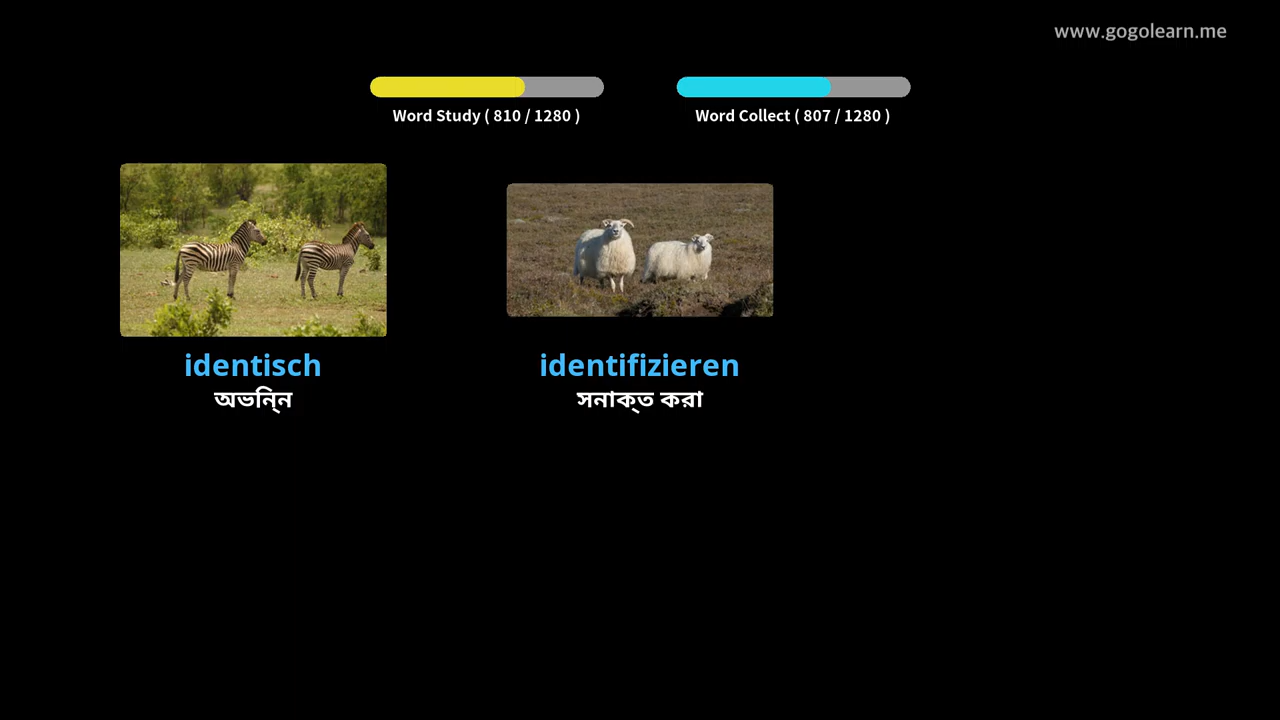 www.gogolearn.me
Word Study ( 810 / 1280 )
Word Collect ( 807 / 1280 )
identisch
অভিন্ন
identifizieren
সনাক্ত করা